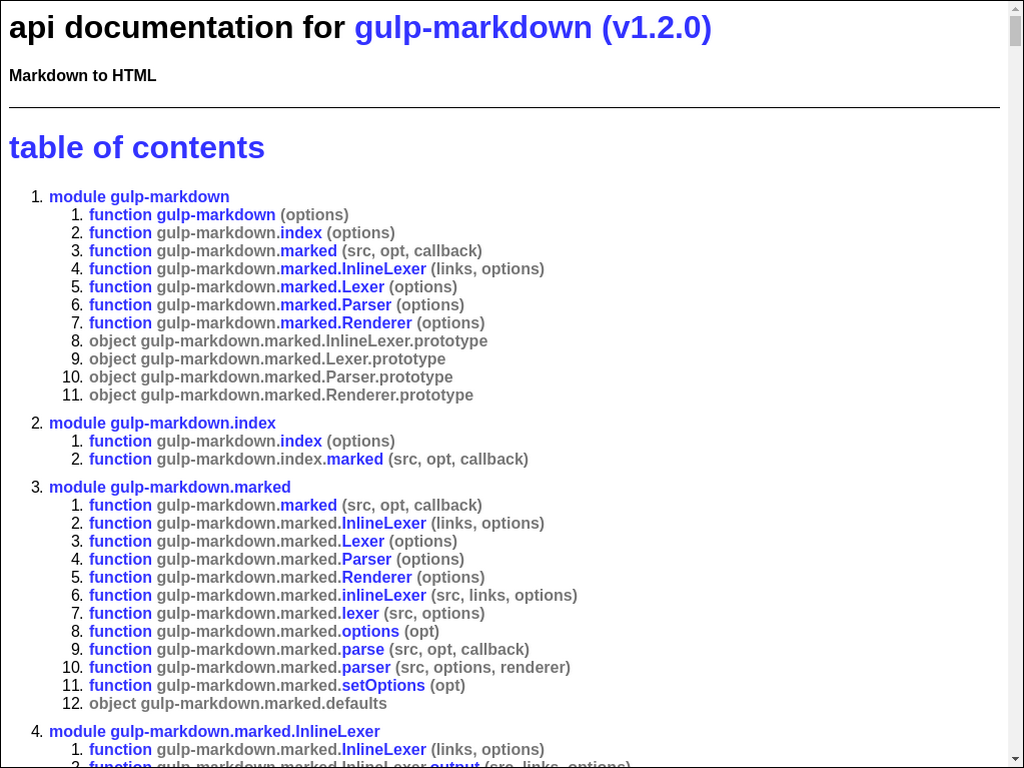 api documentation for gulp-markdown (v1.2.0)
Markdown to HTML
table of contents
1. module gulp-markdown
1. function gulp-markdown (options)
2. function gulp-markdown.index (options)
3. function gulp-markdown.marked (src, opt, callback)
4. function gulp-markdown.marked.InlineLexer (links, options)
5. function gulp-markdown.marked.Lexer (options)
6. function gulp-markdown.marked.Parser (options)
7. function gulp-markdown.marked.Renderer (options)
8. object gulp-markdown.marked.InlineLexer.prototype
9. object gulp-markdown.marked.Lexer.prototype
10. object gulp-markdown.marked.Parser.prototype
11. object gulp-markdown.marked.Renderer.prototype
2. module gulp-markdown.index
1. function gulp-markdown.index (options)
2. function gulp-markdown.index.marked (src, opt, callback)
3. module gulp-markdown.marked
1. function gulp-markdown.marked (src, opt, callback)
2. function gulp-markdown.marked.InlineLexer (links, options)
3. function gulp-markdown.marked.Lexer (options)
4. function gulp-markdown.marked.Parser (options)
5. function gulp-markdown.marked.Renderer (options)
6. function gulp-markdown.marked.inlineLexer (src, links, options)
7. function gulp-markdown.marked.lexer (src, options)
8. function gulp-markdown.marked.options (opt)
9. function gulp-markdown.marked.parse (src, opt, callback)
10. function gulp-markdown.marked.parser (src, options, renderer)
11. function gulp-markdown.marked.setOptions (opt)
12. object gulp-markdown.marked.defaults
4. module gulp-markdown.marked.InlineLexer
1. function gulp-markdown.marked.InlineLexer (links, options)
2. function gulp-markdown.marked.InlineLexer.output (src, links, options)